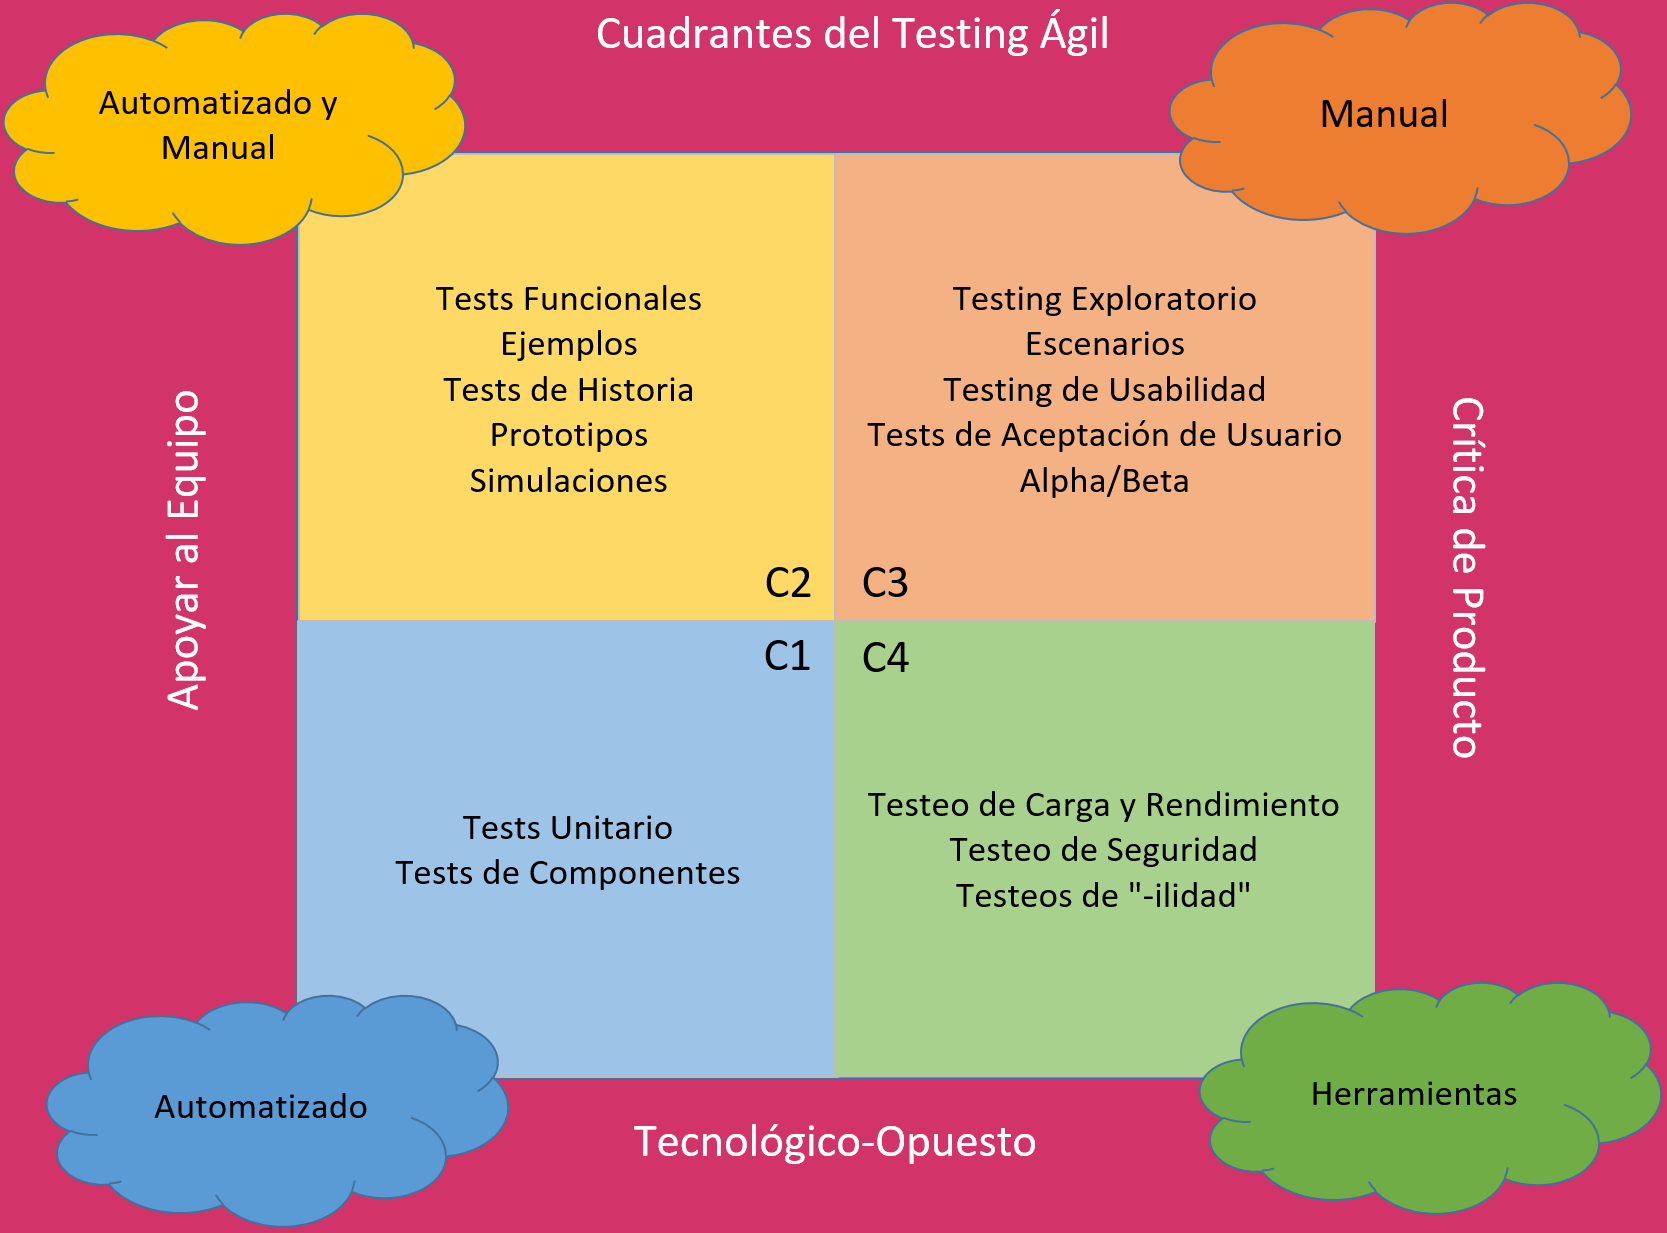 Cuadrantes del Testing Ágil
Automatizado y
Manual
Manual
Apoyar al Equipo
Tests Funcionales
Ejemplos
Tests de Historia
Prototipos
Simulaciones
C2
Testing Exploratorio
Escenarios
Testing de Usabilidad
Tests de Aceptación de Usuario
Alpha/Beta
C3
Crítica de Producto
C1
Tests Unitario
Tests de Componentes
C4
Testeo de Carga y Rendimiento
Testeo de Seguridad
Testeos de "-ilidad"
Automatizado
Herramientas
Tecnológico-Opuesto